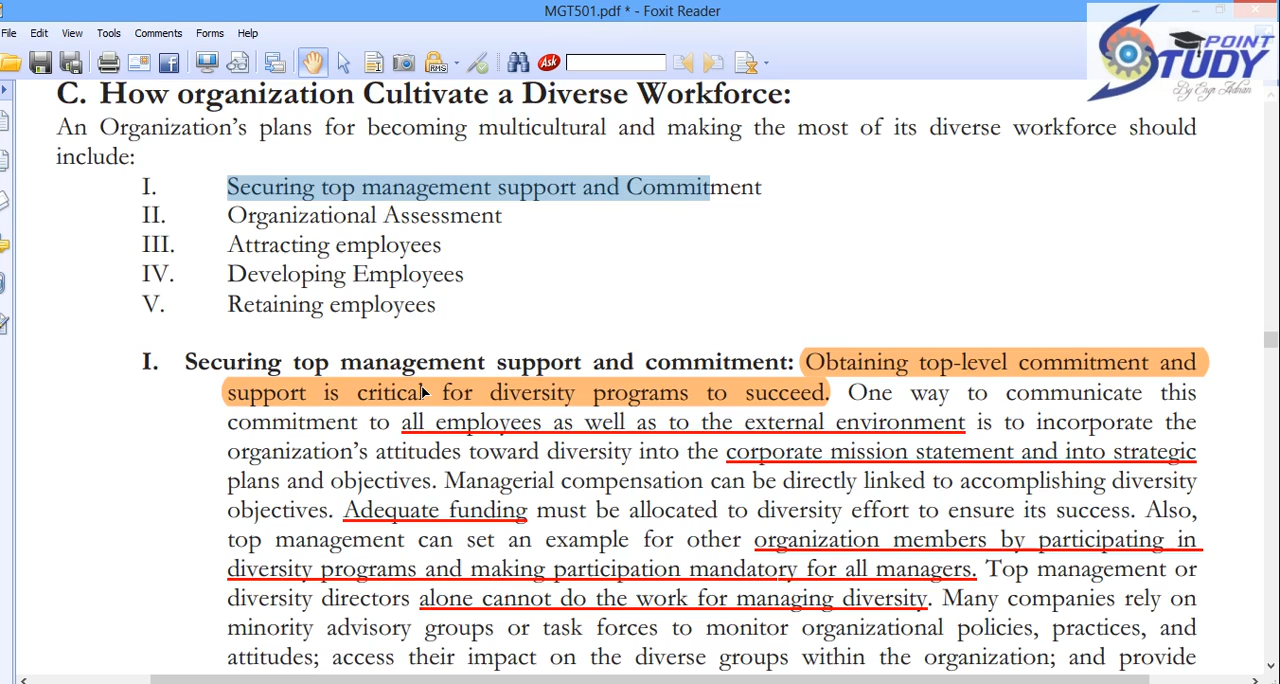 MGT501.pdf * - Foxit Reader
File Edit View Tools Comments Forms Help
RMS Ask
STUDY POINT
By Engr Adnan
C. How organization Cultivate a Diverse Workforce:
An Organization's plans for becoming multicultural and making the most of its diverse workforce should
include:
I. Securing top management support and Commitment
II. Organizational Assessment
III. Attracting employees
IV. Developing Employees
V. Retaining employees
I. Securing top management support and commitment: Obtaining top-level commitment and
support is critical for diversity programs to succeed. One way to communicate this
commitment to all employees as well as to the external environment is to incorporate the
organization's attitudes toward diversity into the corporate mission statement and into strategic
plans and objectives. Managerial compensation can be directly linked to accomplishing diversity
objectives. Adequate funding must be allocated to diversity effort to ensure its success. Also,
top management can set an example for other organization members by participating in
diversity programs and making participation mandatory for all managers. Top management or
diversity directors alone cannot do the work for managing diversity. Many companies rely on
minority advisory groups or task forces to monitor organizational policies, practices, and
attitudes; access their impact on the diverse groups within the organization; and provide